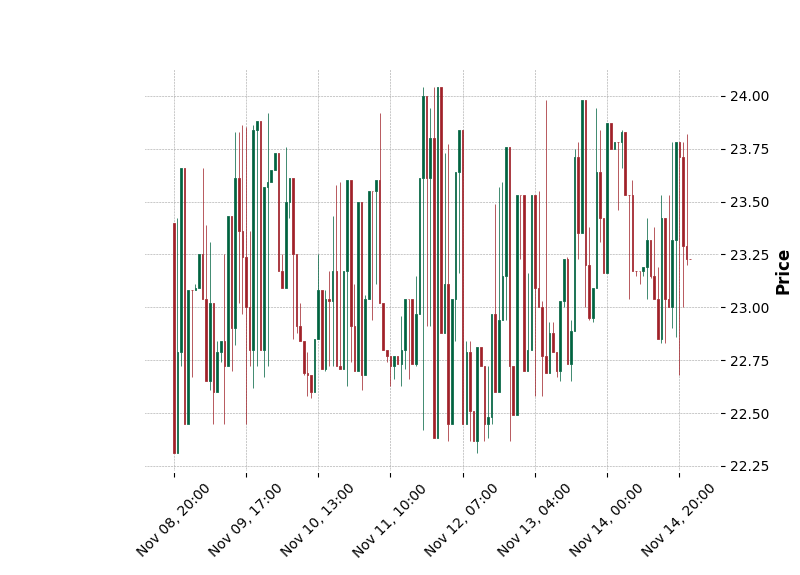 24.00
23.75
23.50
23.25
23.00
22.75
22.50
22.25
Price
Nov 08, 20:00
Nov 09, 17:00
Nov 10, 13:00
Nov 11, 10:00
Nov 12, 07:00
Nov 13, 04:00
Nov 14, 00:00
Nov 14, 20:00